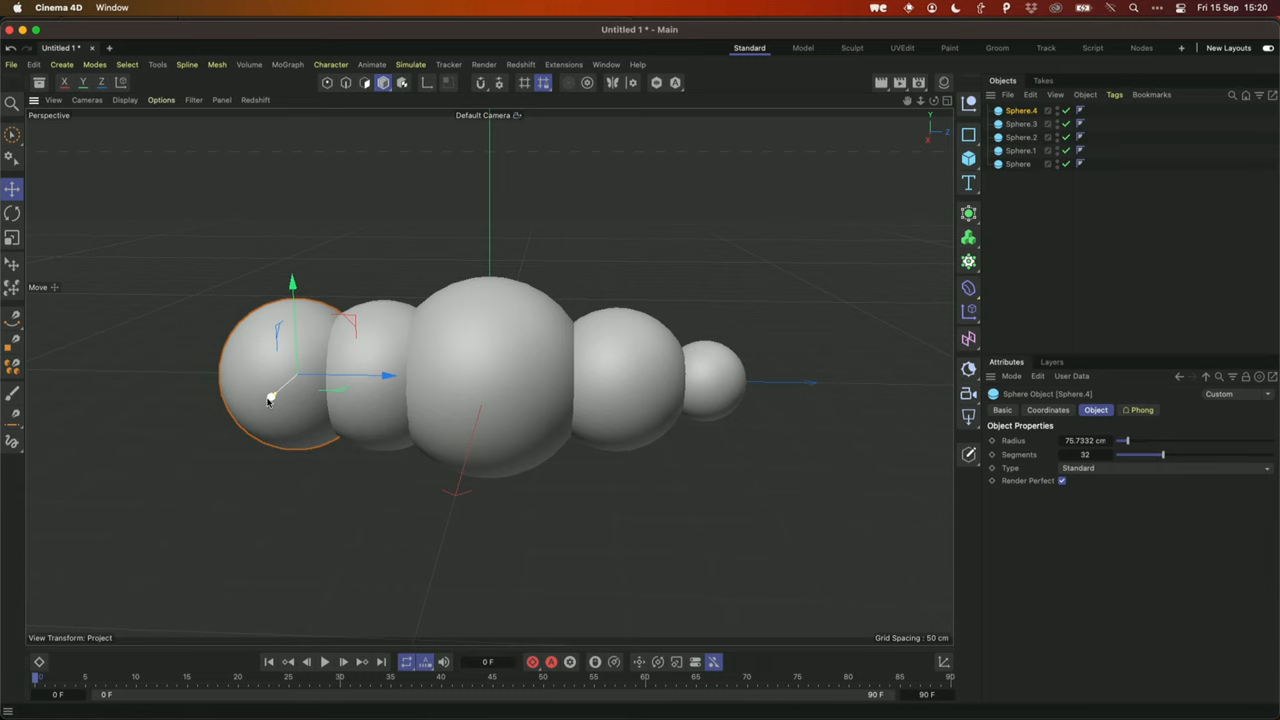 Cinema 4D Window
Fri 15 Sep 15:20
Untitled 1 * - Main
Untitled 1 *
Standard Model Sculpt UVEdit Paint Groom Track Script Nodes New Layouts
File Edit Create Modes Select Tools Spline Mesh Volume MoGraph Character Animate Simulate Tracker Render Redshift Extensions Window Help
X Y Z
Objects Takes
View Cameras Display Options Filter Panel Redshift
File Edit View Object Tags Bookmarks
Perspective
Default Camera
Y
Z
X
Sphere.4
Sphere.3
Sphere.2
Sphere.1
Sphere
Move
Attributes Layers
Mode Edit User Data
Sphere Object [Sphere.4]
Custom
Basic Coordinates Object Phong
Object Properties
Radius 75.7332 cm
Segments 32
Type Standard
Render Perfect
View Transform: Project
Grid Spacing : 50 cm
0 F
0 5 10 15 20 25 30 35 40 45 50 55 60 65 70 75 80 85 90
0 F 0 F 90 F 90 F